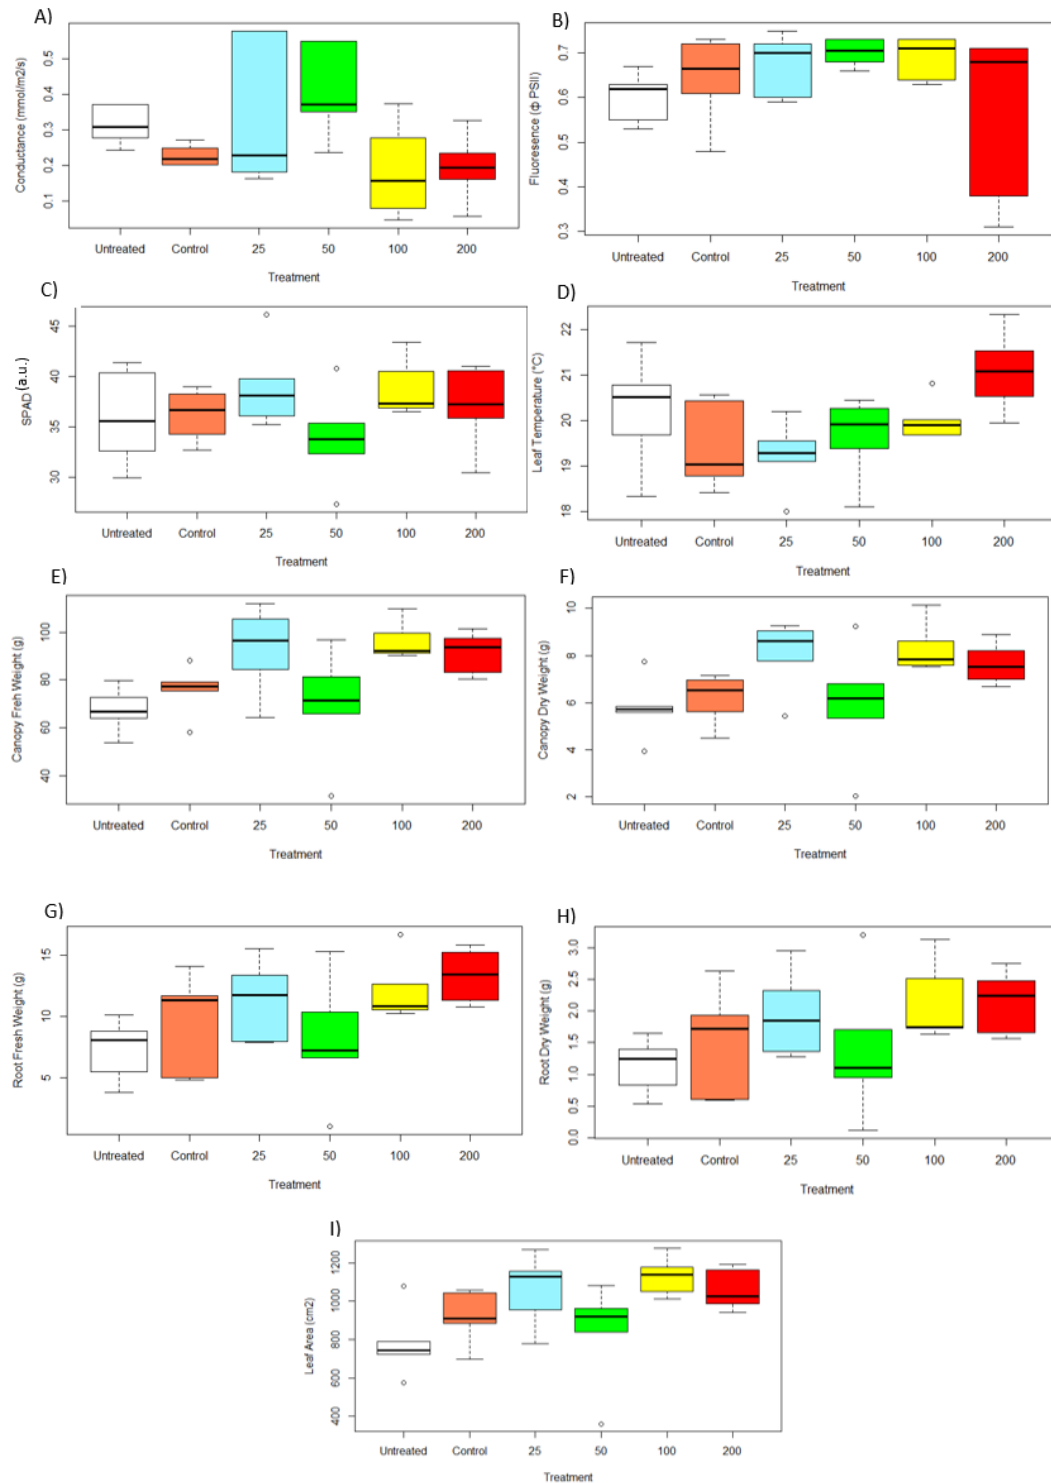 A)
Conductance (mmol/m2/s)
0.1 0.2 0.3 0.4 0.5
Untreated Control 25 50 100 200
Treatment
B)
Fluoresence (Φ PSII)
0.3 0.4 0.5 0.6 0.7
Untreated Control 25 50 100 200
Treatment
C)
SPAD (a.u.)
30 35 40 45
Untreated Control 25 50 100 200
Treatment
D)
Leaf Temperature (°C)
18 19 20 21 22
Untreated Control 25 50 100 200
Treatment
E)
Canopy Freh Weight (g)
40 60 80 100
Untreated Control 25 50 100 200
Treatment
F)
Canopy Dry Weight (g)
2 4 6 8 10
Untreated Control 25 50 100 200
Treatment
G)
Root Fresh Weight (g)
5 10 15
Untreated Control 25 50 100 200
Treatment
H)
Root Dry Weight (g)
0.0 0.5 1.0 1.5 2.0 2.5 3.0
Untreated Control 25 50 100 200
Treatment
I)
Leaf Area (cm2)
400 600 800 1000 1200
Untreated Control 25 50 100 200
Treatment